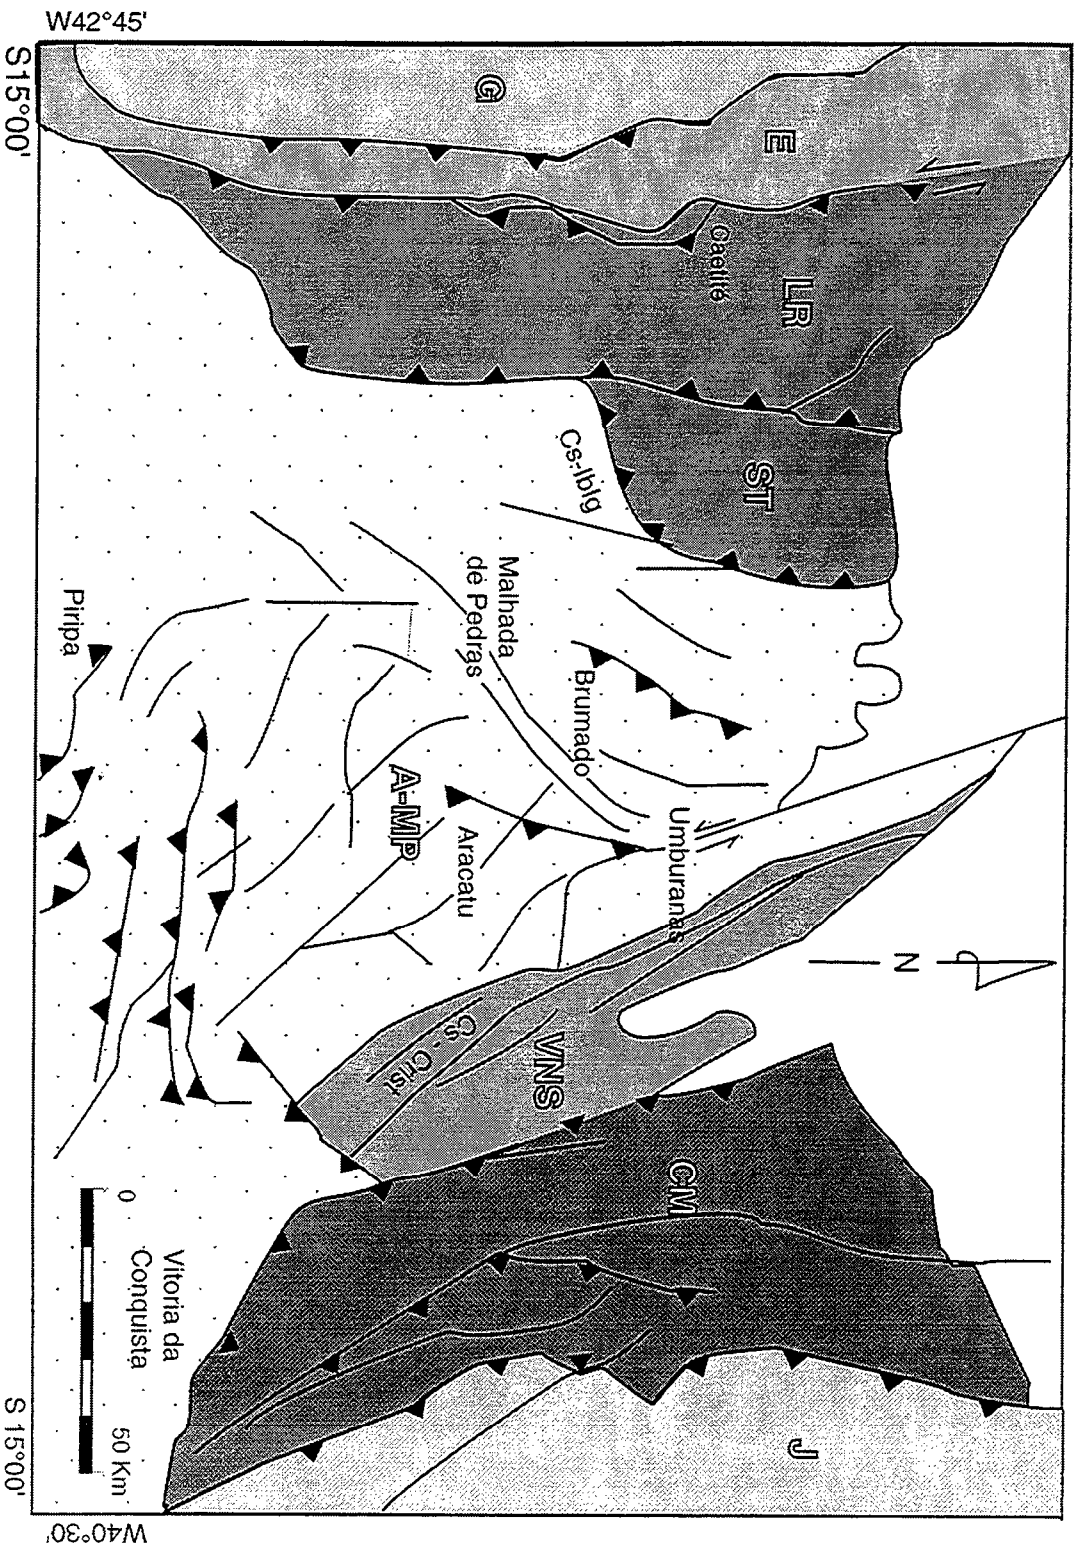 W42°45'
S15°00'
G
E
Caetité
LR
ST
Cs-IbIg
Malhada
de Pedras
Brumado
Piripa
A-MP
Aracatu
Umburanas
N
Cs - Crist
VNS
CM
J
Vitoria da
Conquista
0
50 Km
S 15°00'
W40°30'